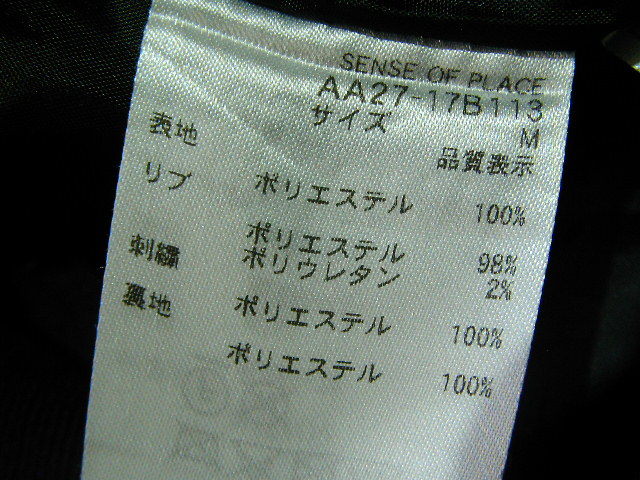 SENSE OF PLACE
AA27-17B113
サイズ M
品質表示
表地
ポリエステル 100%
リブ
ポリエステル 98%
ポリウレタン 2%
刺繍
ポリエステル 100%
裏地
ポリエステル 100%